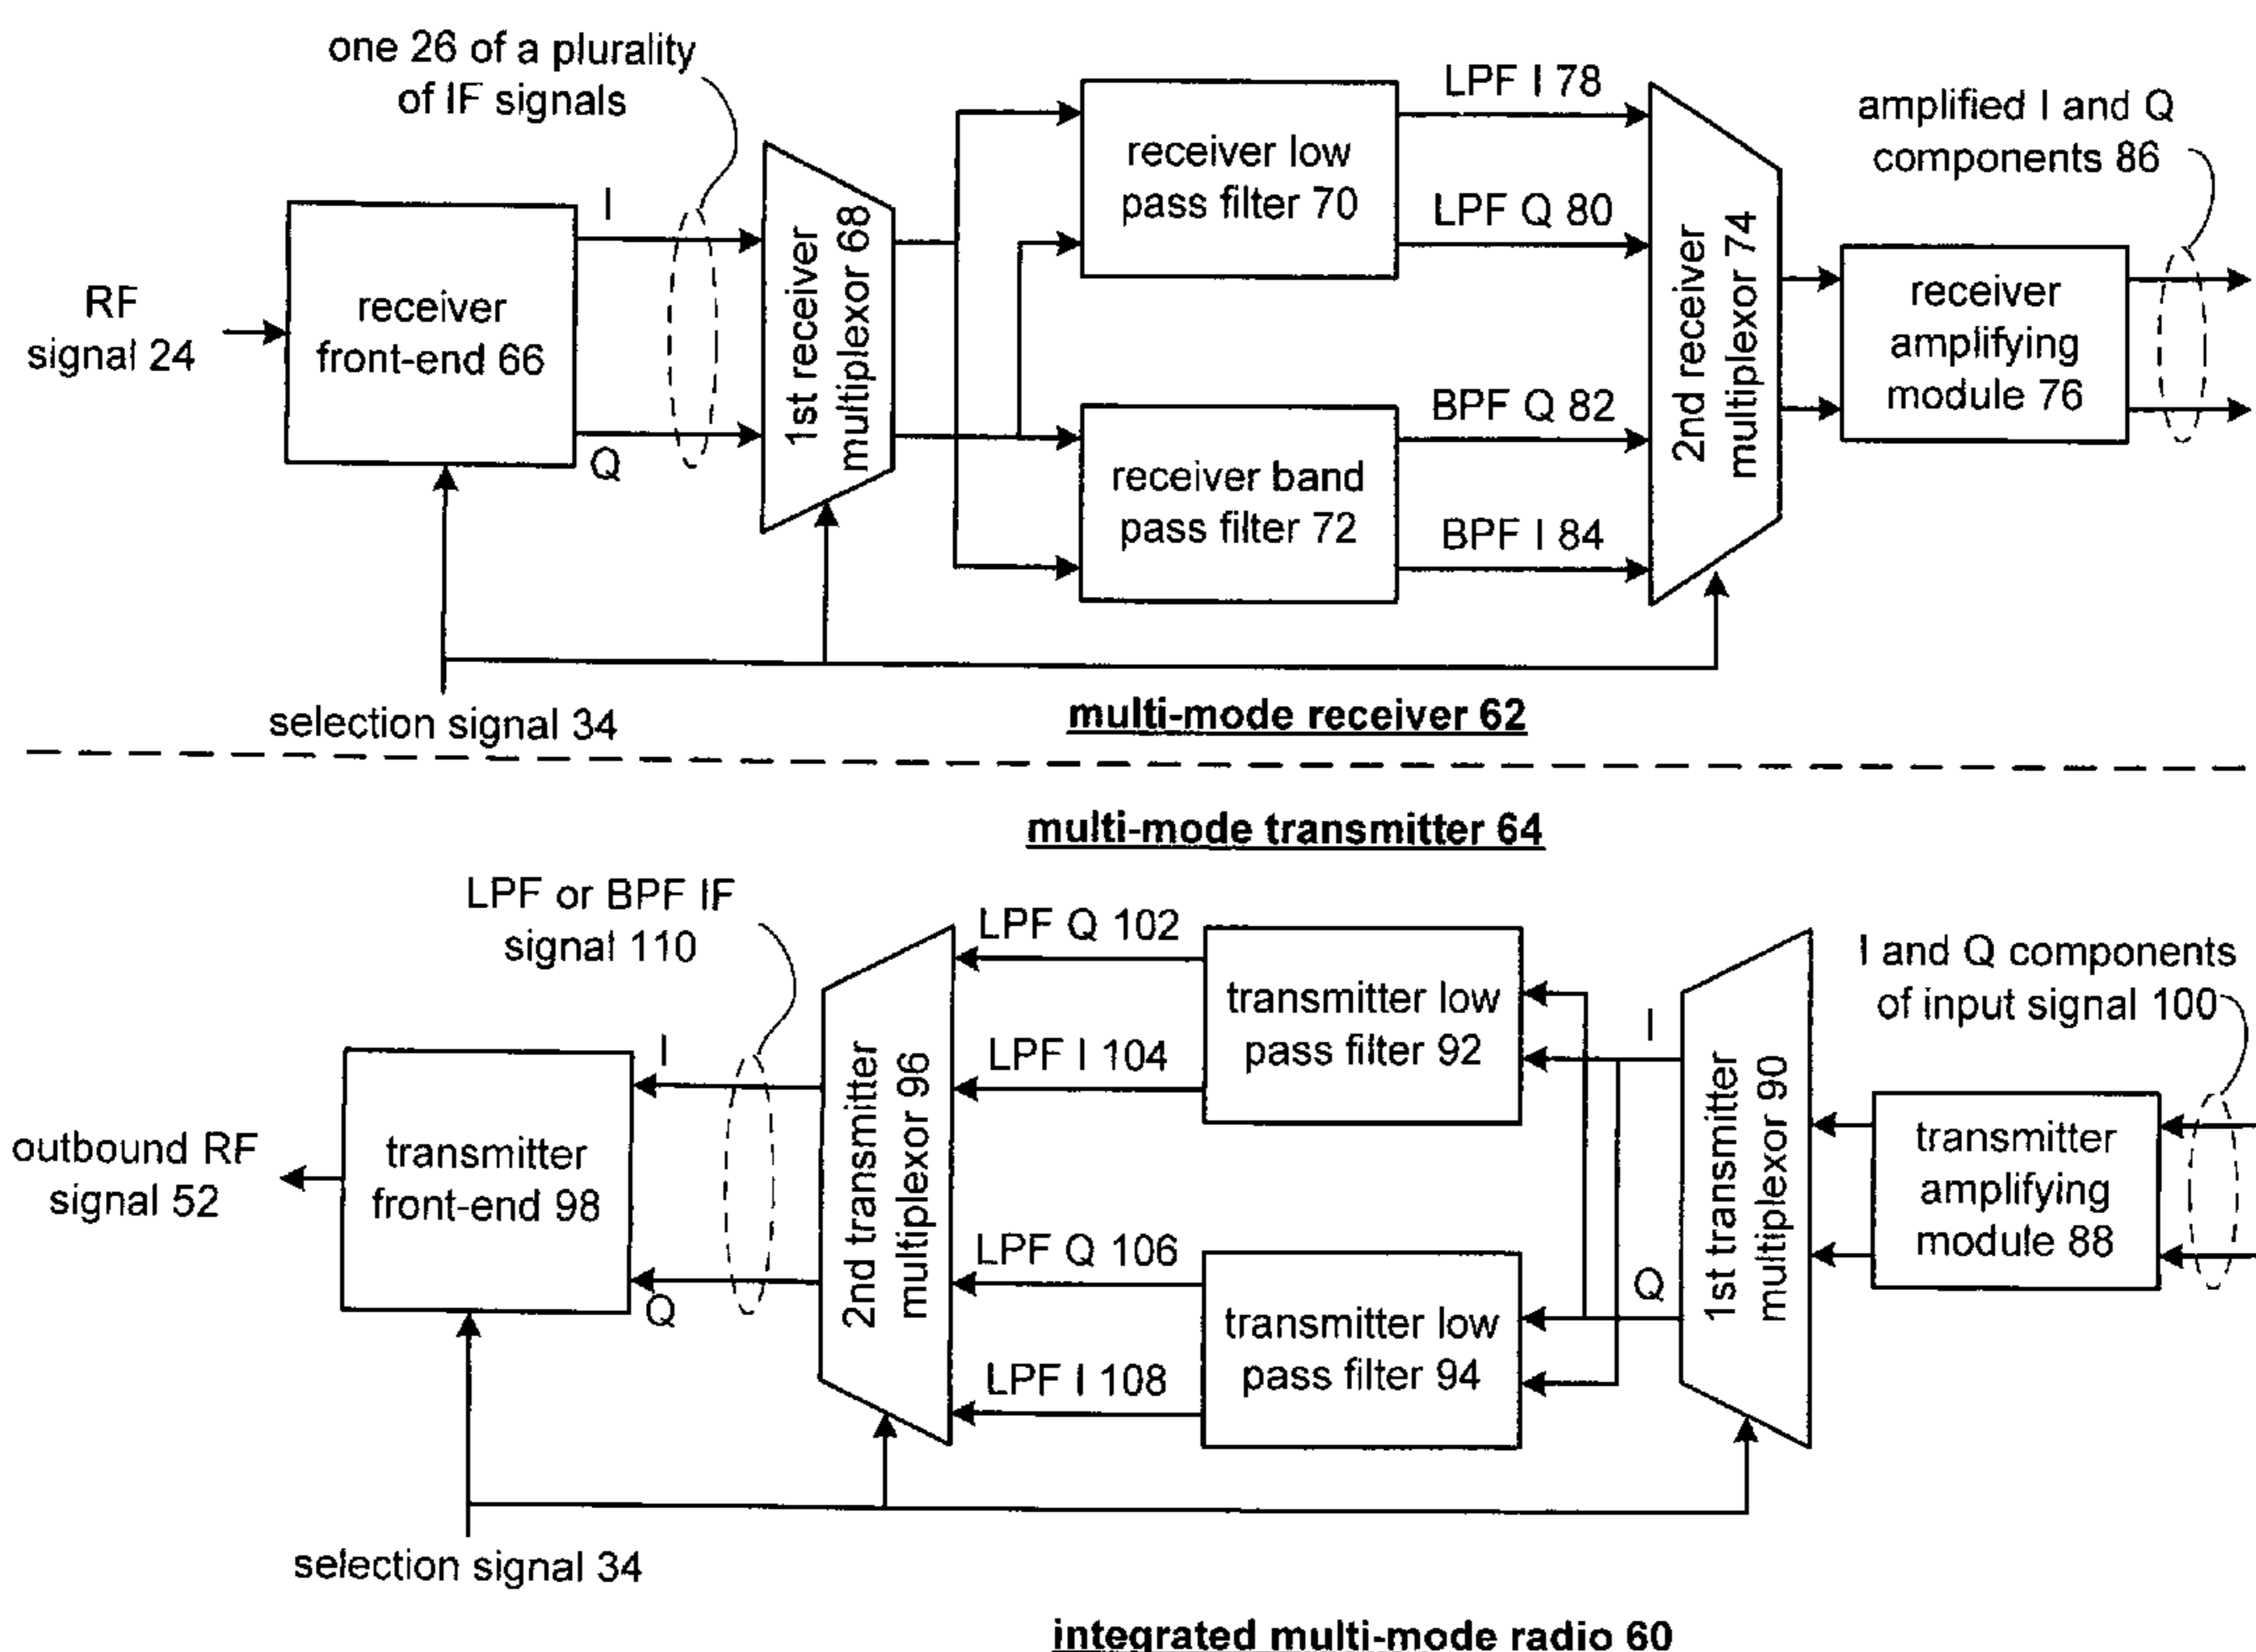 one 26 of a plurality
of IF signals
LPF I 78
amplified I and Q
components 86
receiver low
pass filter 70
I
1st receiver
multiplexor 68
LPF Q 80
2nd receiver
multiplexor 74
RF
signal 24
receiver
front-end 66
receiver
amplifying
module 76
BPF Q 82
Q
receiver band
pass filter 72
BPF I 84
selection signal 34
multi-mode receiver 62
multi-mode transmitter 64
LPF or BPF IF
signal 110
LPF Q 102
I and Q components
of input signal 100
transmitter low
pass filter 92
I
I
LPF I 104
2nd transmitter
multiplexor 96
1st transmitter
multiplexor 90
outbound RF
signal 52
transmitter
front-end 98
transmitter
amplifying
module 88
LPF Q 106
Q
Q
transmitter low
pass filter 94
LPF I 108
selection signal 34
integrated multi-mode radio 60